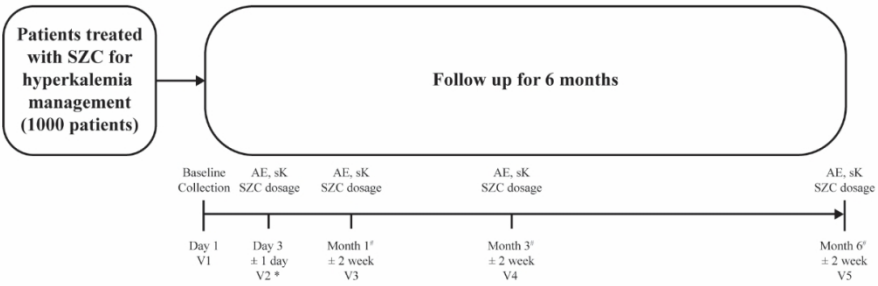 Patients treated
with SZC for
hyperkalemia
management
(1000 patients)
Follow up for 6 months
Baseline
Collection
AE, sK
SZC dosage
AE, sK
SZC dosage
AE, sK
SZC dosage
AE, sK
SZC dosage
Day 1
V1
Day 3
± 1 day
V2 *
Month 1#
± 2 week
V3
Month 3#
± 2 week
V4
Month 6#
± 2 week
V5